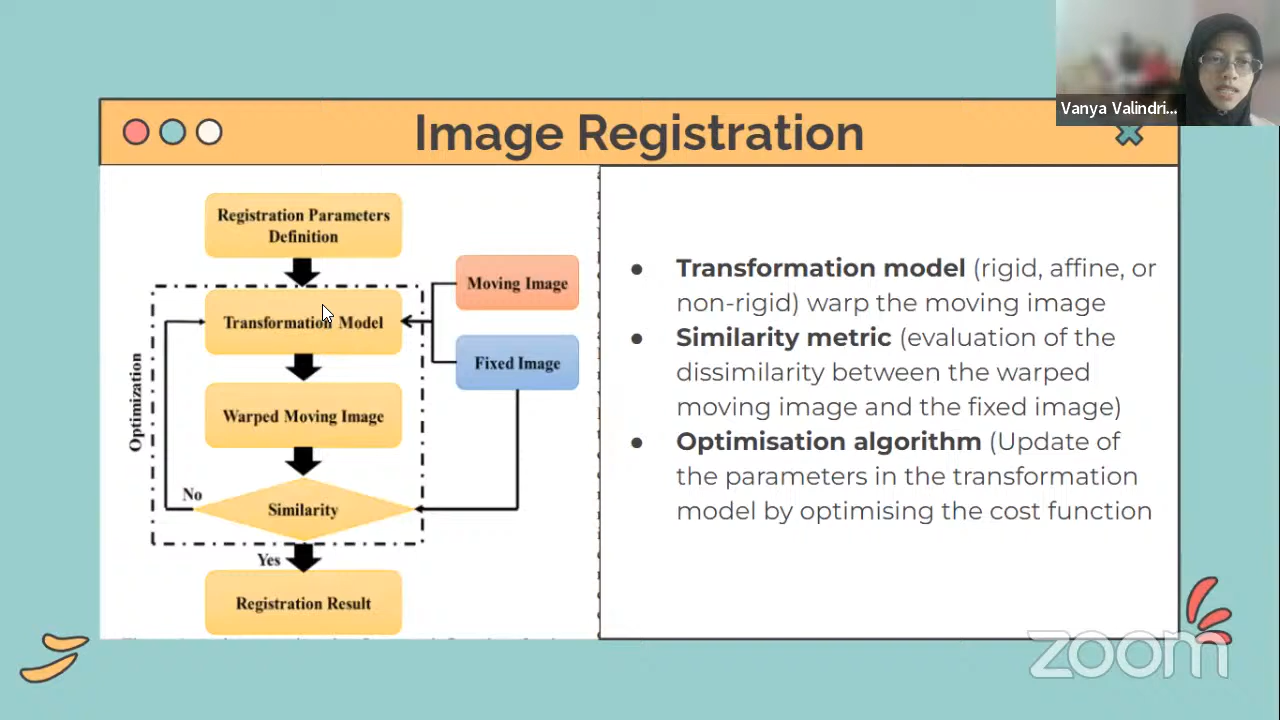 Vanya Valindri...
Image Registration
Registration Parameters
Definition
Moving Image
Transformation Model
Fixed Image
Optimization
Warped Moving Image
No
Similarity
Yes
Registration Result
● Transformation model (rigid, affine, or
non-rigid) warp the moving image
● Similarity metric (evaluation of the
dissimilarity between the warped
moving image and the fixed image)
● Optimisation algorithm (Update of
the parameters in the transformation
model by optimising the cost function
zoom